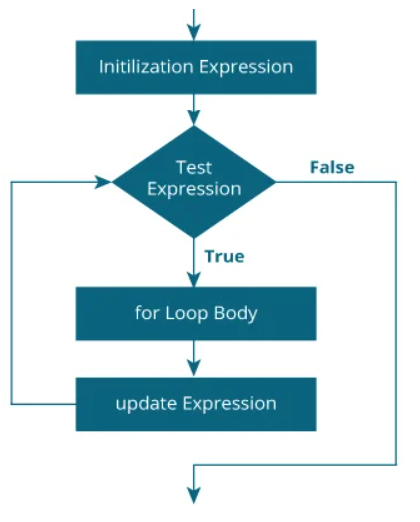 Initilization Expression
Test
Expression
False
True
for Loop Body
update Expression